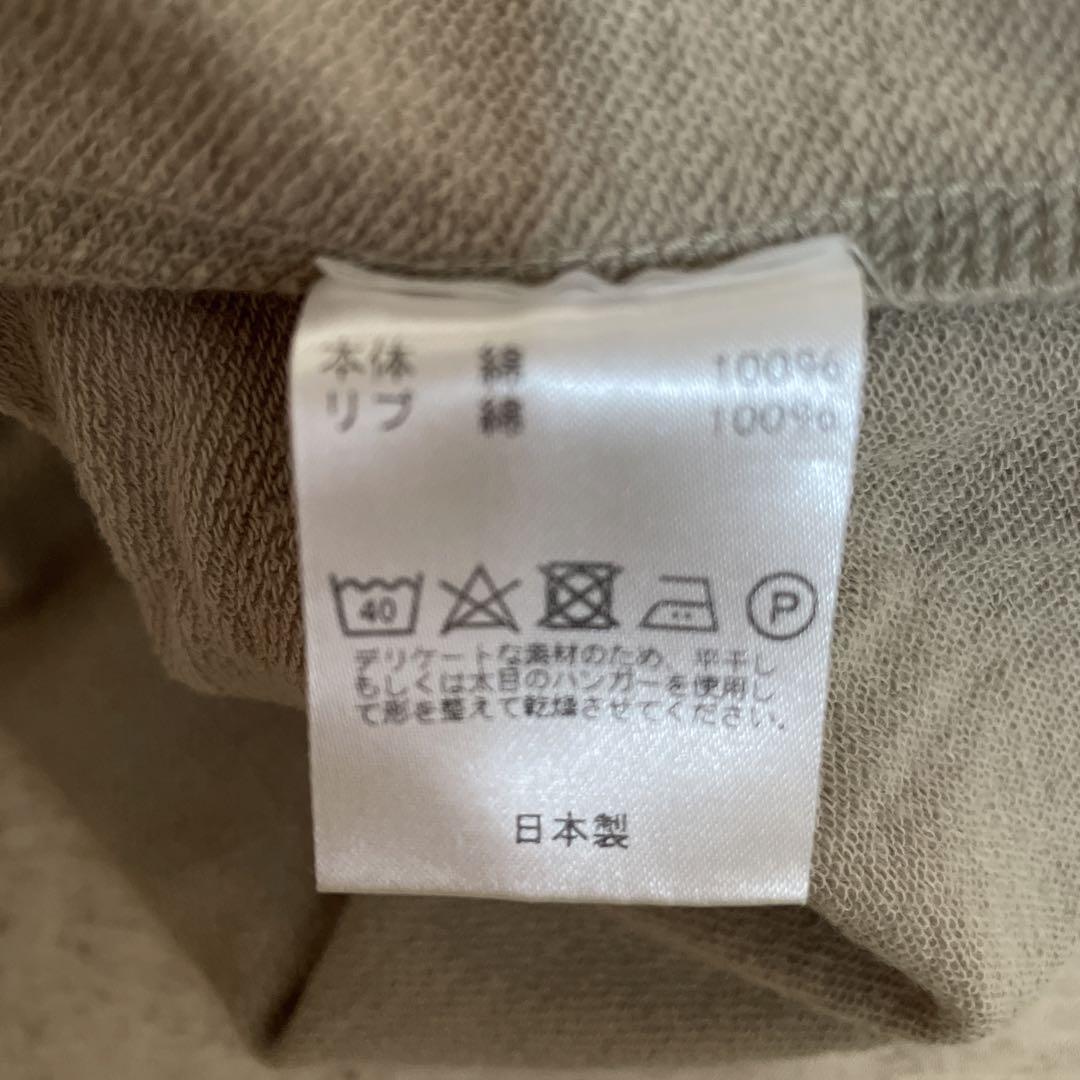 本体 綿 100%
リブ 綿 100%
40 P
デリケートな素材のため、平干し
もしくは太目のハンガーを使用し
て形を整えて乾燥させてください。
日本製